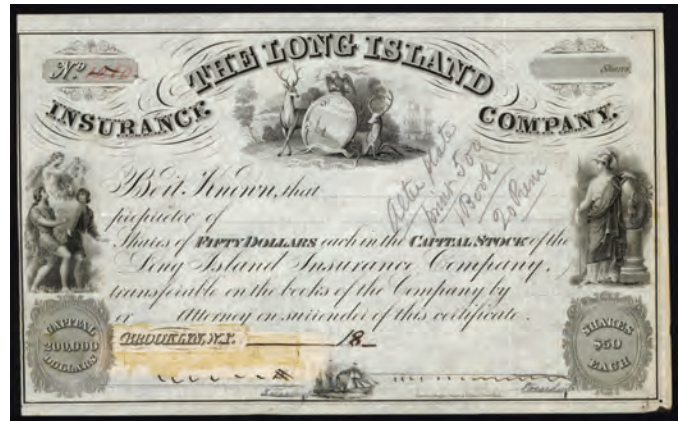 THE LONG ISLAND
INSURANCE COMPANY.
No
Shares
Be it Known, that
proprietor of
Shares of FIFTY DOLLARS each in the CAPITAL STOCK of the
Long Island Insurance Company,
transferable on the books of the Company by
or Attorney on surrender of this certificate.
BROOKLYN, N.Y. 18
CAPITAL
200,000
DOLLARS
SHARES
$50
EACH
Alter Plate
print 500
1 Book